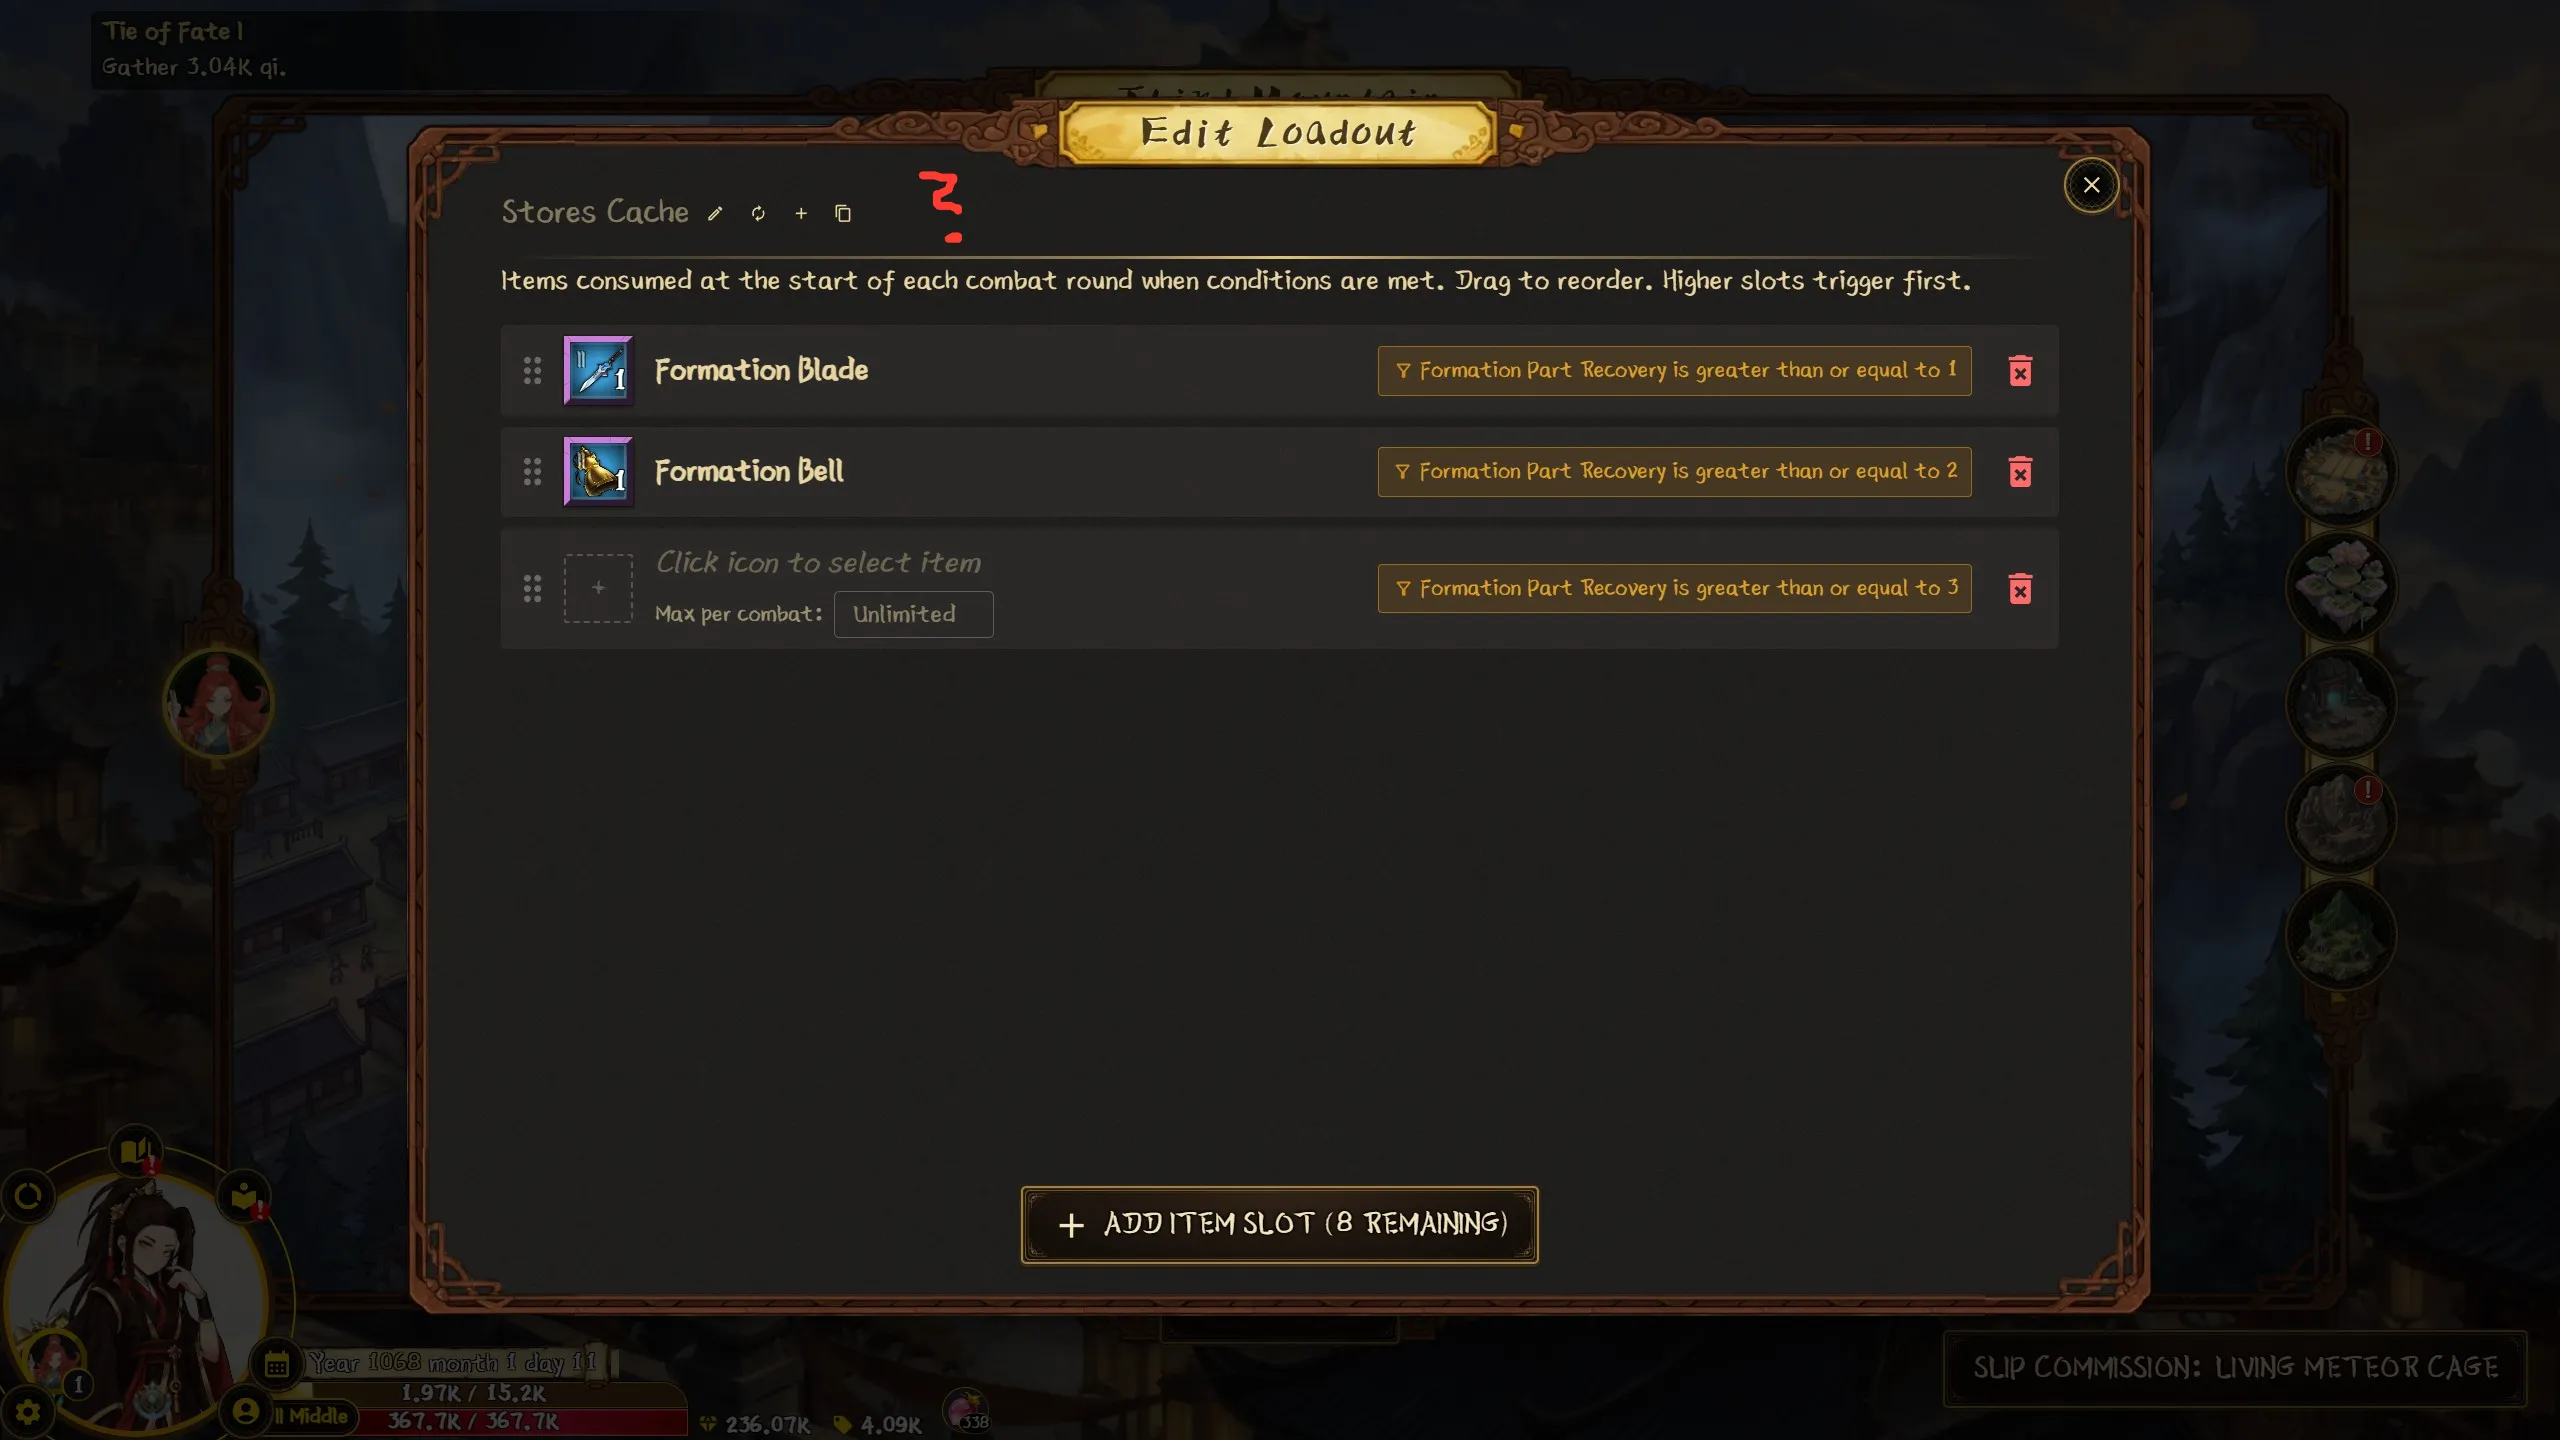 Tie of Fate I
Gather 3.04K qi.
Edit Loadout
Stores Cache
?
Items consumed at the start of each combat round when conditions are met. Drag to reorder. Higher slots trigger first.
II
1
Formation Blade
Formation Part Recovery is greater than or equal to 1
II
1
Formation Bell
Formation Part Recovery is greater than or equal to 2
Click icon to select item
Max per combat: Unlimited
Formation Part Recovery is greater than or equal to 3
+ ADD ITEM SLOT (8 REMAINING)
Year 1068 month 1 day 11
1.97K / 15.2K
1
II Middle
367.7K / 367.7K
236.07K
4.09K
338
SLIP COMMISSION: LIVING METEOR CAGE